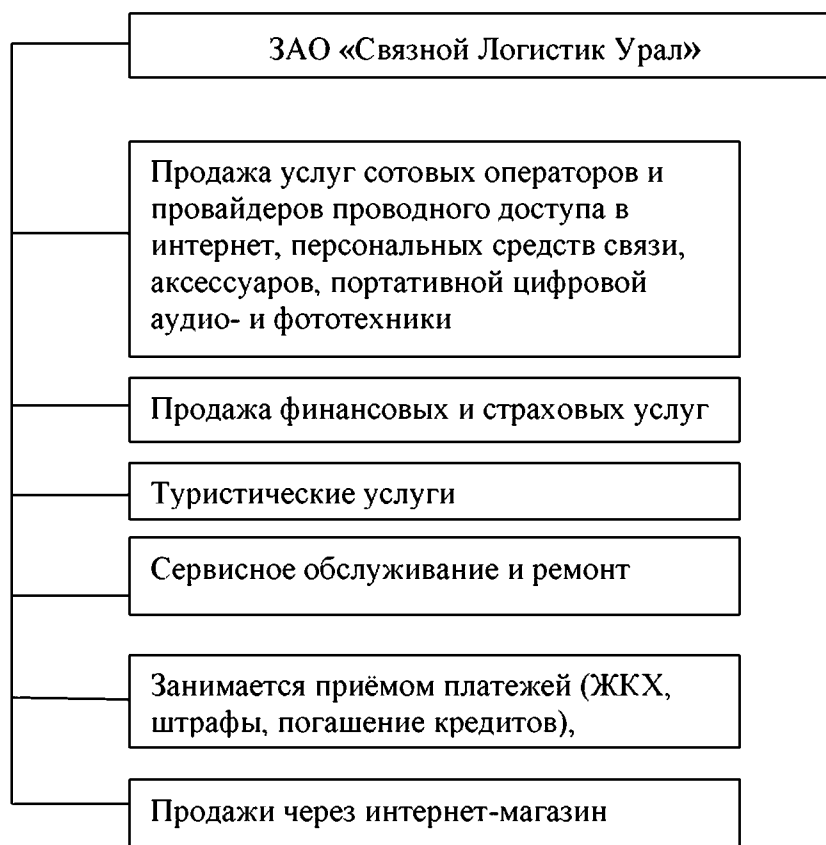 ЗАО «Связной Логистик Урал»
Продажа услуг сотовых операторов и
провайдеров проводного доступа в
интернет, персональных средств связи,
аксессуаров, портативной цифровой
аудио- и фототехники
Продажа финансовых и страховых услуг
Туристические услуги
Сервисное обслуживание и ремонт
Занимается приёмом платежей (ЖКХ,
штрафы, погашение кредитов),
Продажи через интернет-магазин